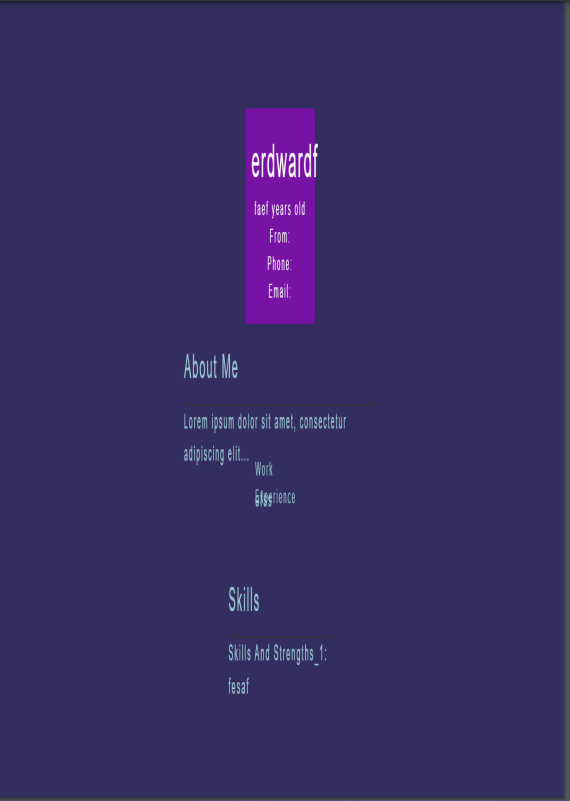 erdwardf
faef years old
From:
Phone:
Email:
About Me
Lorem ipsum dolor sit amet, consectetur
adipiscing elit...
Work
Experience
Skills
Skills And Strengths_1:
fesaf